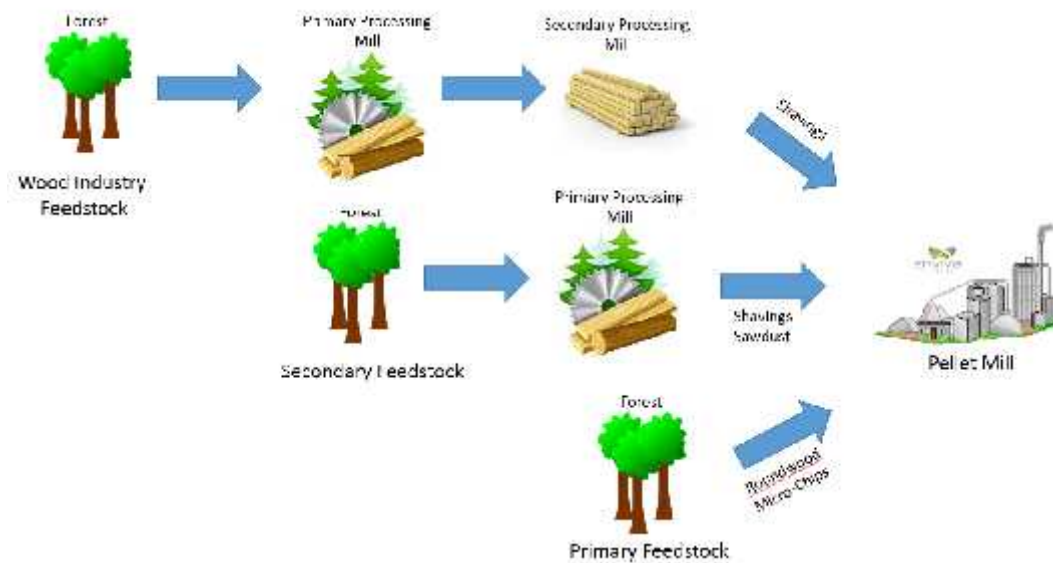 Forest
Primary Processing
Mill
Secondary Processing
Mill
Shavings
Wood Industry
Feedstock
Forest
Primary Processing
Mill
Shavings
Sawdust
enviva
Pellet Mill
Secondary Feedstock
Forest
Roundwood
Micro-Chips
Primary Feedstock